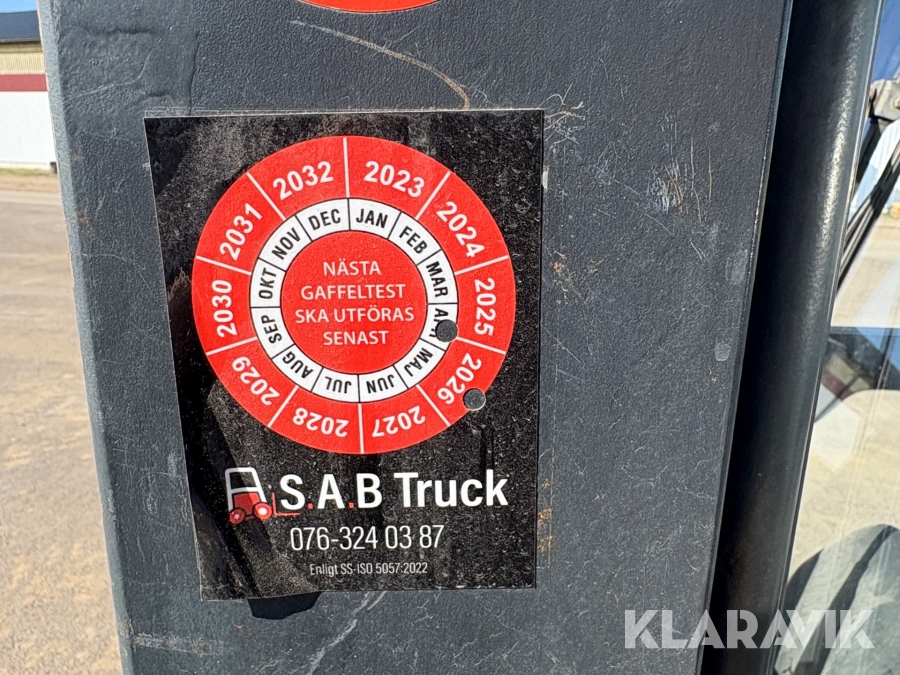 2023
2024
2025
2026
2027
2028
2029
2030
2031
2032
JAN
FEB
MAR
MAJ
JUN
JUL
AUG
SEP
OKT
NOV
DEC
NÄSTA
GAFFELTEST
SKA UTFÖRAS
SENAST
S.A.B Truck
076-324 03 87
Enligt SS-ISO 5057:2022
KLARAVIK